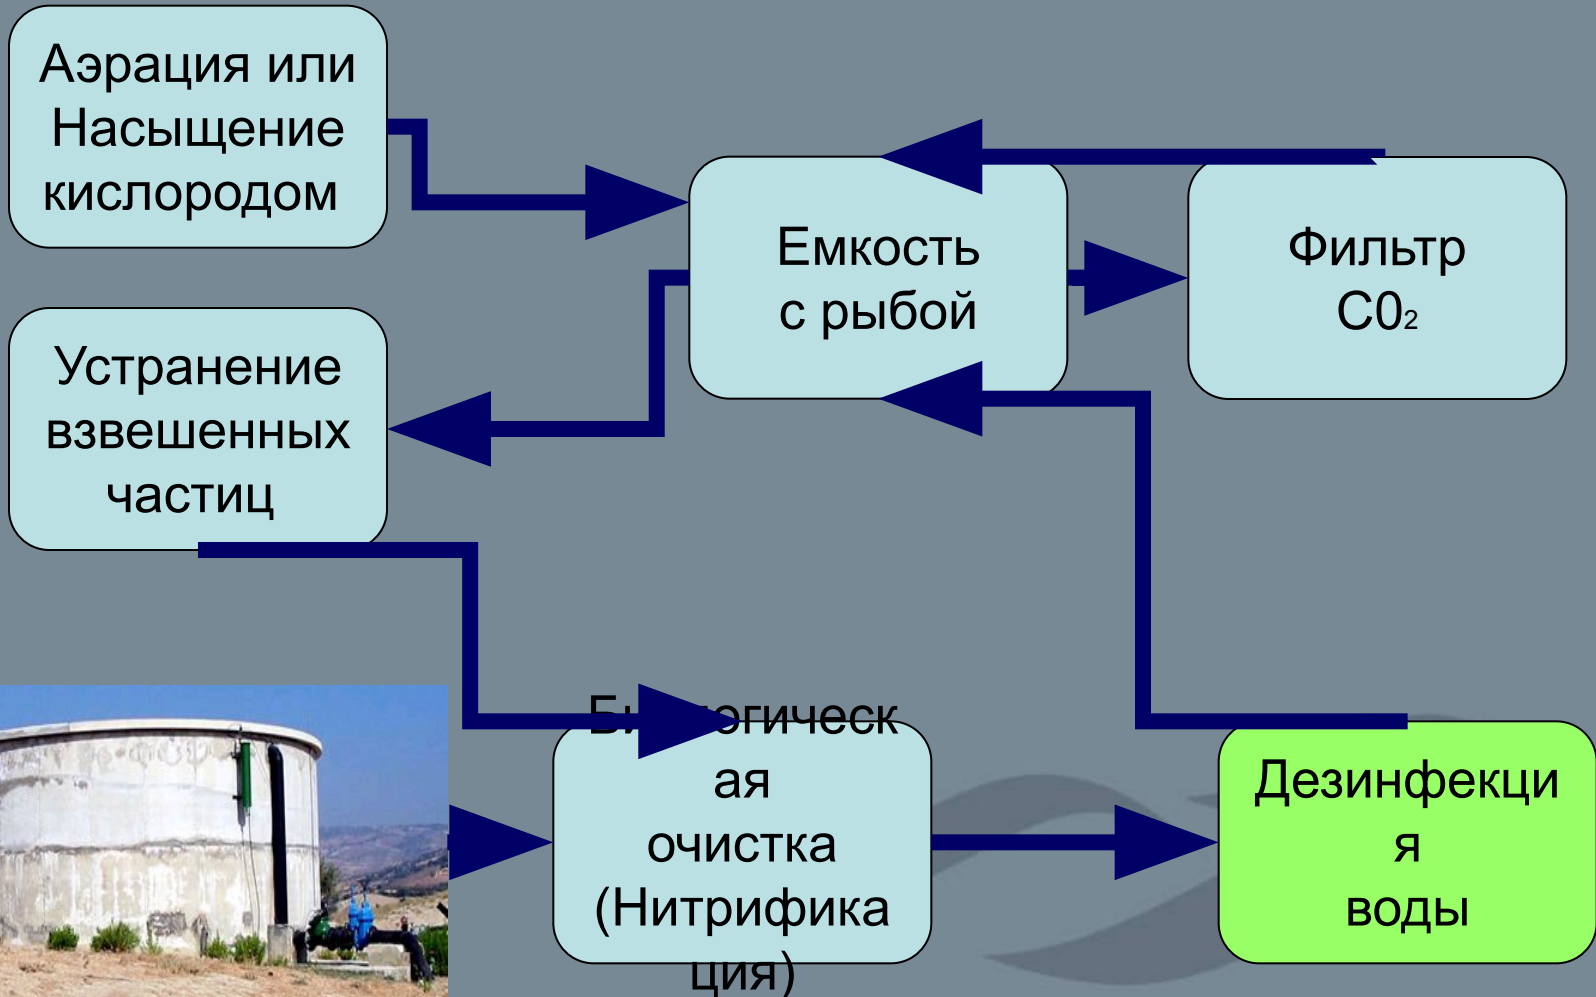 Аэрация или
Насыщение
кислородом
Емкость
с рыбой
Фильтр
С0₂
Устранение
взвешенных
частиц
ая
очистка
(Нитрифика
ция)
Дезинфекци
я
воды